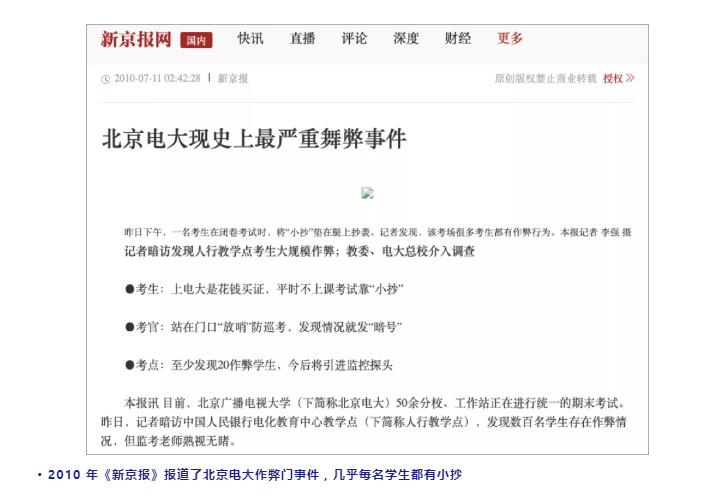 新京报网 国内 快讯 直播 评论 深度 财经 更多
2010-07-11 02:42:28 | 新京报 原创版权禁止商业转载 授权
北京电大现史上最严重舞弊事件
昨日下午，一名考生在闭卷考试时，将“小抄”垫在腿上抄袭。记者发现，该考场很多考生都有作弊行为。本报记者 李强 摄
记者暗访发现人行教学点考生大规模作弊；教委、电大总校介入调查
●考生：上电大是花钱买证，平时不上课考试靠“小抄”
●考官：站在门口“放哨”防巡考，发现情况就发“暗号”
●考点：至少发现20作弊学生，今后将引进监控探头
本报讯 目前，北京广播电视大学（下简称北京电大）50余分校、工作站正在进行统一的期末考试。
昨日，记者暗访中国人民银行电化教育中心教学点（下简称人行教学点），发现数百名学生存在作弊情
况，但监考老师熟视无睹。
• 2010 年《新京报》报道了北京电大作弊门事件，几乎每名学生都有小抄